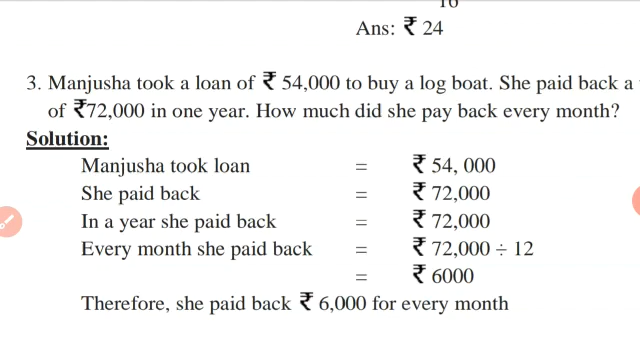 Ans: ₹ 24
3. Manjusha took a loan of ₹ 54,000 to buy a log boat. She paid back a
of ₹72,000 in one year. How much did she pay back every month?
Solution:
Manjusha took loan = ₹ 54, 000
She paid back = ₹ 72,000
In a year she paid back = ₹ 72,000
Every month she paid back = ₹ 72,000 ÷ 12
= ₹ 6000
Therefore, she paid back ₹ 6,000 for every month